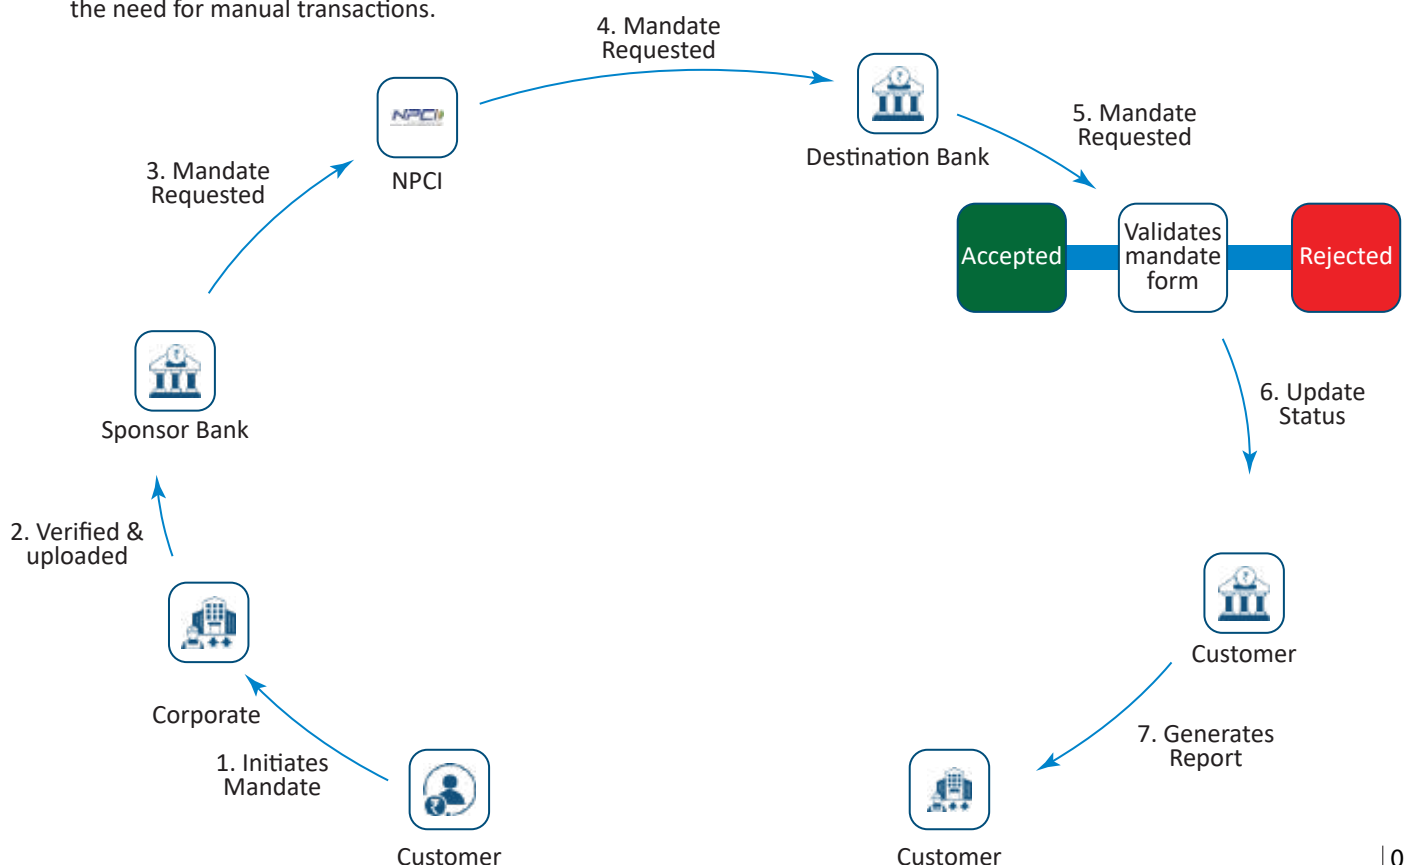 the need for manual transactions.
4. Mandate
Requested
NPCI
NPCI
3. Mandate
Requested
Destination Bank
5. Mandate
Requested
Accepted
Validates
mandate
form
Rejected
Sponsor Bank
6. Update
Status
2. Verified &
uploaded
Corporate
1. Initiates
Mandate
Customer
Customer
7. Generates
Report
Customer
0